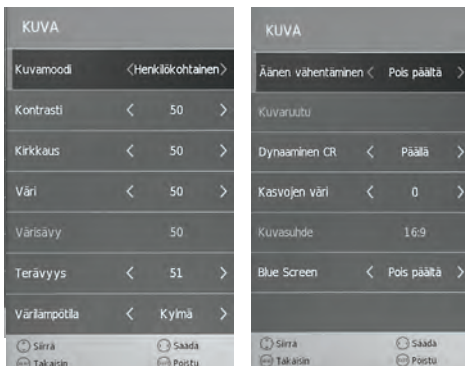 KUVA
Kuvamoodi <Henkilökohtainen>
Kontrasti < 50 >
Kirkkaus < 50 >
Väri < 50 >
Värisävy 50
Terävyys < 51 >
Värilämpötila < Kylmä >
Siirrä Säädä
Takaisin Poistu
KUVA
Äänen vähentäminen < Pois päältä >
Kuvaruutu
Dynaaminen CR < Päällä >
Kasvojen väri < 0 >
Kuvasuhde 16:9
Blue Screen < Pois päältä >
Siirrä Säädä
Takaisin Poistu